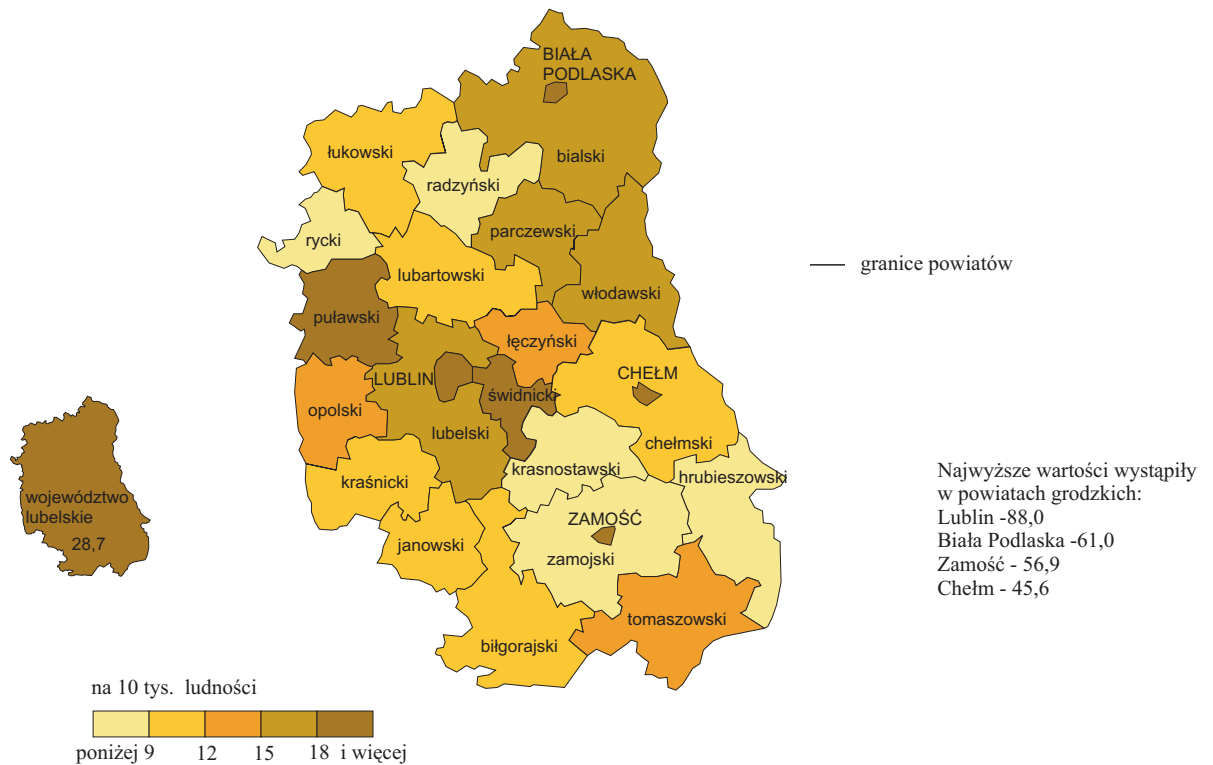 BIAŁA
PODLASKA
łukowski
bialski
radzyński
rycki
parczewski
granice powiatów
lubartowski
włodawski
puławski
łęczyński
LUBLIN
CHEŁM
świdnicki
opolski
lubelski
chełmski
krasnostawski
hrubieszowski
kraśnicki
Najwyższe wartości wystąpiły
w powiatach grodzkich:
Lublin -88,0
Biała Podlaska -61,0
Zamość - 56,9
Chełm - 45,6
województwo
lubelskie
28,7
ZAMOŚĆ
janowski
zamojski
tomaszowski
biłgorajski
na 10 tys. ludności
poniżej 9 12 15 18 i więcej